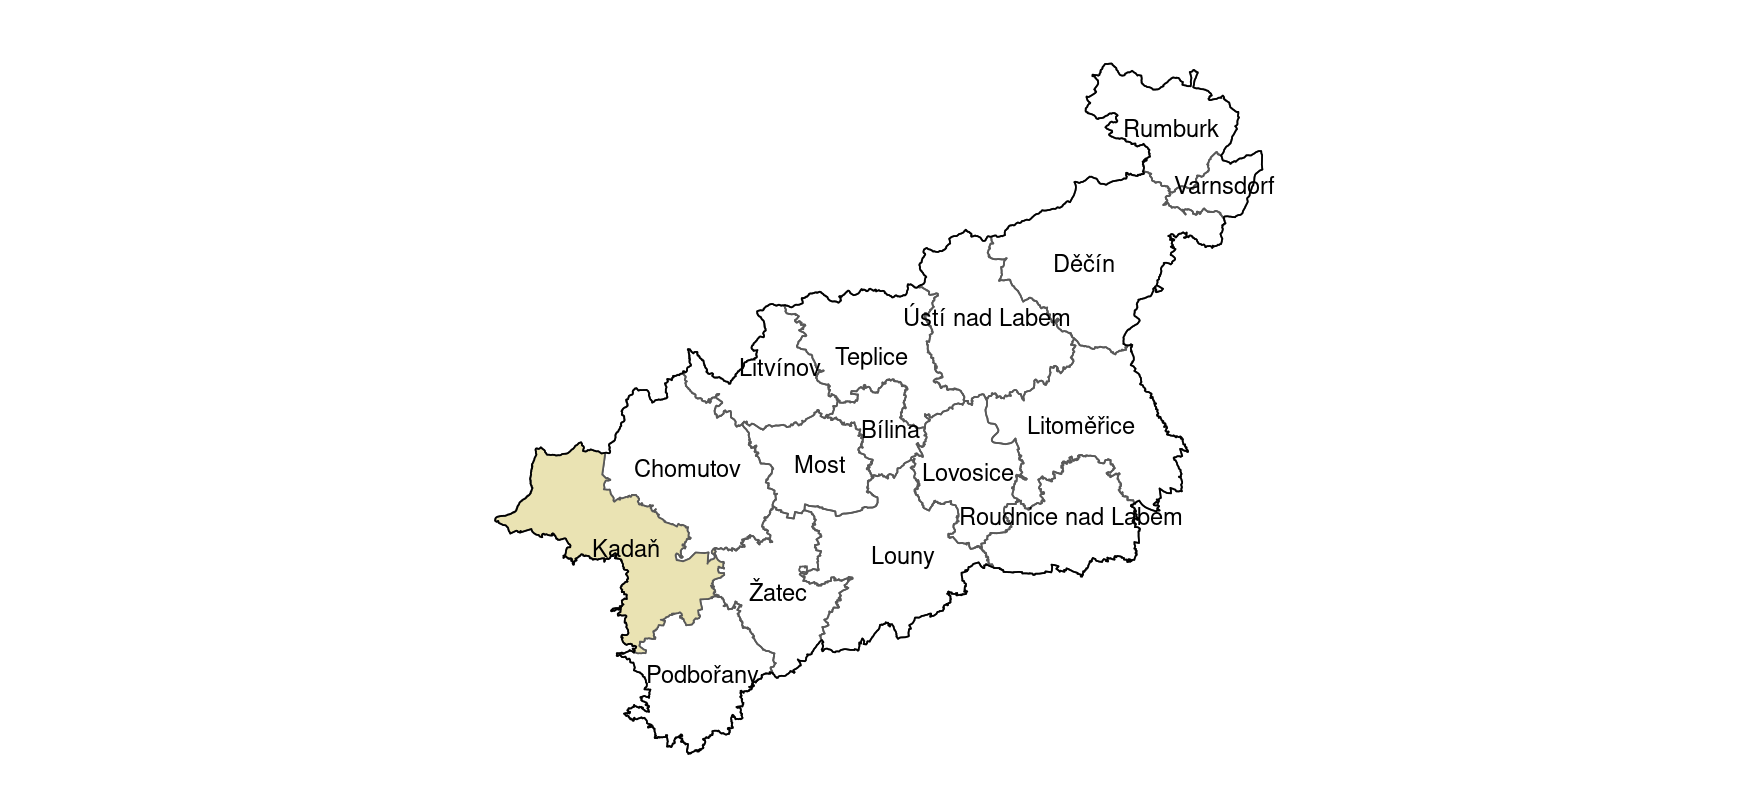 Rumburk
Varnsdorf
Děčín
Ústí nad Labem
Teplice
Litvínov
Litoměřice
Bílina
Most
Chomutov
Lovosice
Roudnice nad Labem
Kadaň
Louny
Žatec
Podbořany